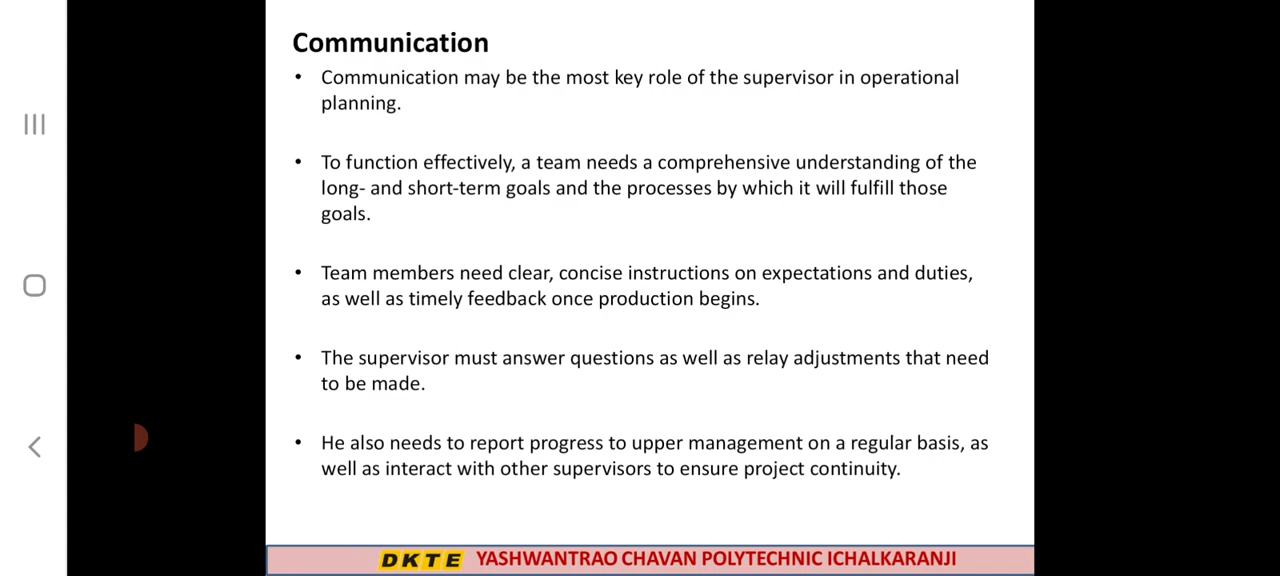 Communication
• Communication may be the most key role of the supervisor in operational
planning.
• To function effectively, a team needs a comprehensive understanding of the
long- and short-term goals and the processes by which it will fulfill those
goals.
• Team members need clear, concise instructions on expectations and duties,
as well as timely feedback once production begins.
• The supervisor must answer questions as well as relay adjustments that need
to be made.
• He also needs to report progress to upper management on a regular basis, as
well as interact with other supervisors to ensure project continuity.
DKTE YASHWANTRAO CHAVAN POLYTECHNIC ICHALKARANJI